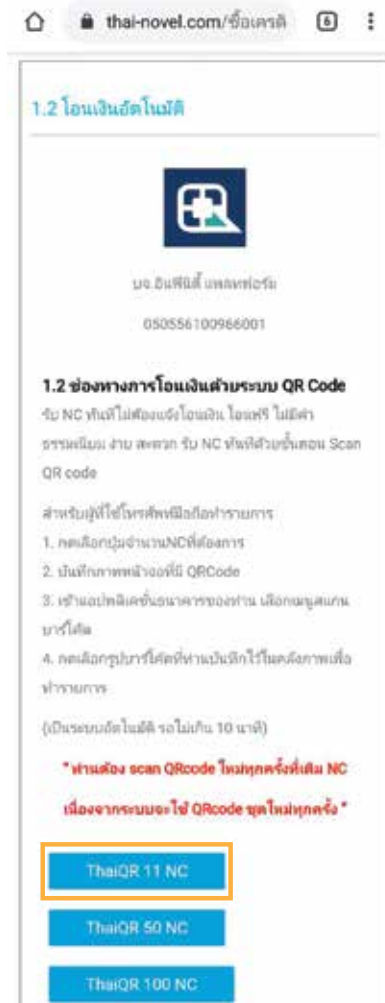 thai-novel.com/ซื้อเครดิ
6
1.2 โอนเงินอัตโนมัติ
บจ.อินฟินิตี้ แพลทฟอร์ม
050556100966001
1.2 ช่องทางการโอนเงินด้วยระบบ QR Code
รับ NC ทันทีไม่ต้องแจ้งโอนเงิน โอนฟรี ไม่มีค่า
ธรรมเนียม ง่าย สะดวก รับ NC ทันทีด้วยขั้นตอน Scan
QR code
สำหรับผู้ที่ใช้โทรศัพท์มือถือทำรายการ
1. กดเลือกปุ่มจำนวนNCที่ต้องการ
2. บันทึกภาพหน้าจอที่มี QRCode
3. เข้าแอปพลิเคชั่นธนาคารของท่าน เลือกเมนูสแกน
บาร์โค้ด
4. กดเลือกรูปบาร์โค้ดที่ท่านบันทึกไว้ในคลังภาพเพื่อ
ทำรายการ
(เป็นระบบอัตโนมัติ รอไม่เกิน 10 นาที)
*ท่านต้อง scan QRcode ใหม่ทุกครั้งที่เติม NC
เนื่องจากระบบจะใช้ QRcode ชุดใหม่ทุกครั้ง*
ThaiQR 11 NC
ThaiQR 50 NC
ThaiQR 100 NC